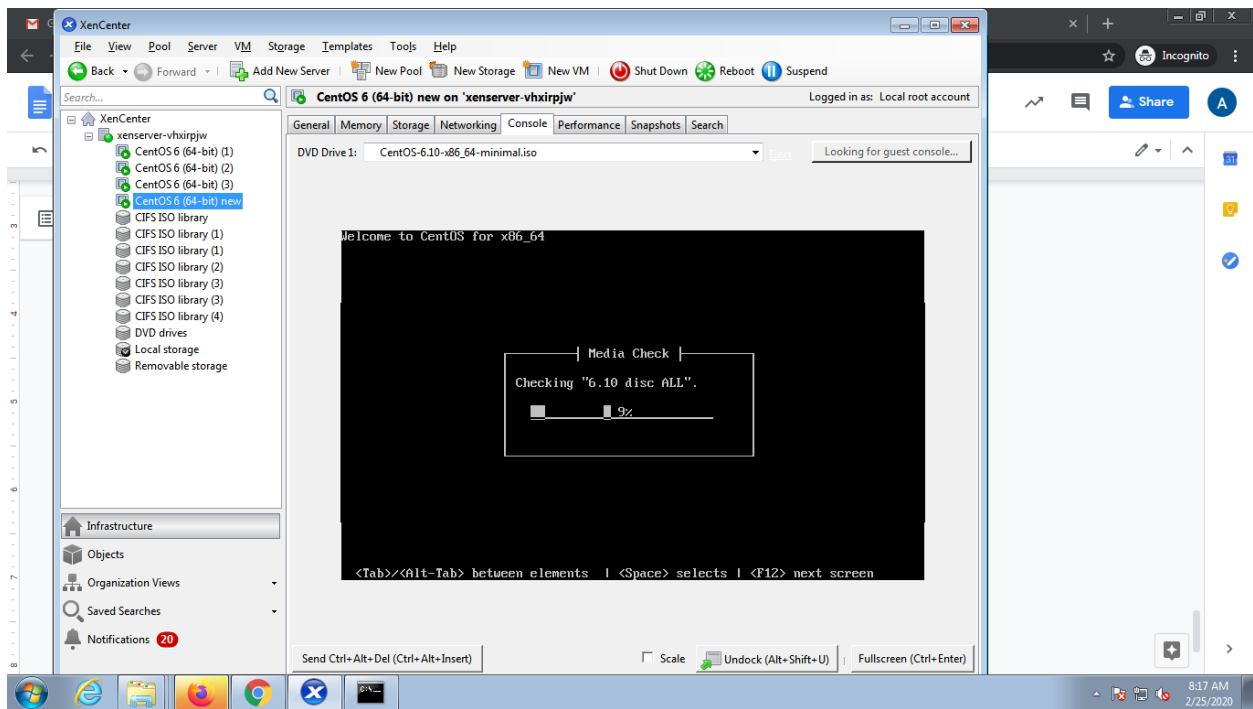 XenCenter
File View Pool Server VM Storage Templates Tools Help
Back Forward Add New Server New Pool New Storage New VM Shut Down Reboot Suspend
Search...
CentOS 6 (64-bit) new on 'xenserver-vhxirpjw'
Logged in as: Local root account
General Memory Storage Networking Console Performance Snapshots Search
DVD Drive 1: CentOS-6.10-x86_64-minimal.iso Eject Looking for guest console...
XenCenter
xenserver-vhxirpjw
CentOS 6 (64-bit) (1)
CentOS 6 (64-bit) (2)
CentOS 6 (64-bit) (3)
CentOS 6 (64-bit) new
CIFS ISO library
CIFS ISO library (1)
CIFS ISO library (1)
CIFS ISO library (2)
CIFS ISO library (3)
CIFS ISO library (3)
CIFS ISO library (4)
DVD drives
Local storage
Removable storage
Infrastructure
Objects
Organization Views
Saved Searches
Notifications 20
Welcome to CentOS for x86_64
Media Check
Checking "6.10 disc ALL".
9%
<Tab>/<Alt-Tab> between elements | <Space> selects | <F12> next screen
Send Ctrl+Alt+Del (Ctrl+Alt+Insert) Scale Undock (Alt+Shift+U) Fullscreen (Ctrl+Enter)
Incognito
Share
A
31
3
4
5
6
7
8
C:\
8:17 AM
2/25/2020